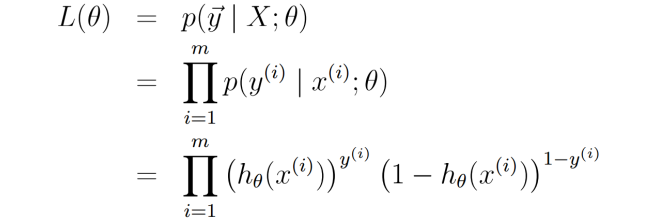 L(θ) = p(y⃗ | X; θ)
= ∏_{i=1}^{m} p(y^{(i)} | x^{(i)}; θ)
= ∏_{i=1}^{m} (h_θ(x^{(i)}))^{y^{(i)}} (1 − h_θ(x^{(i)}))^{1−y^{(i)}}